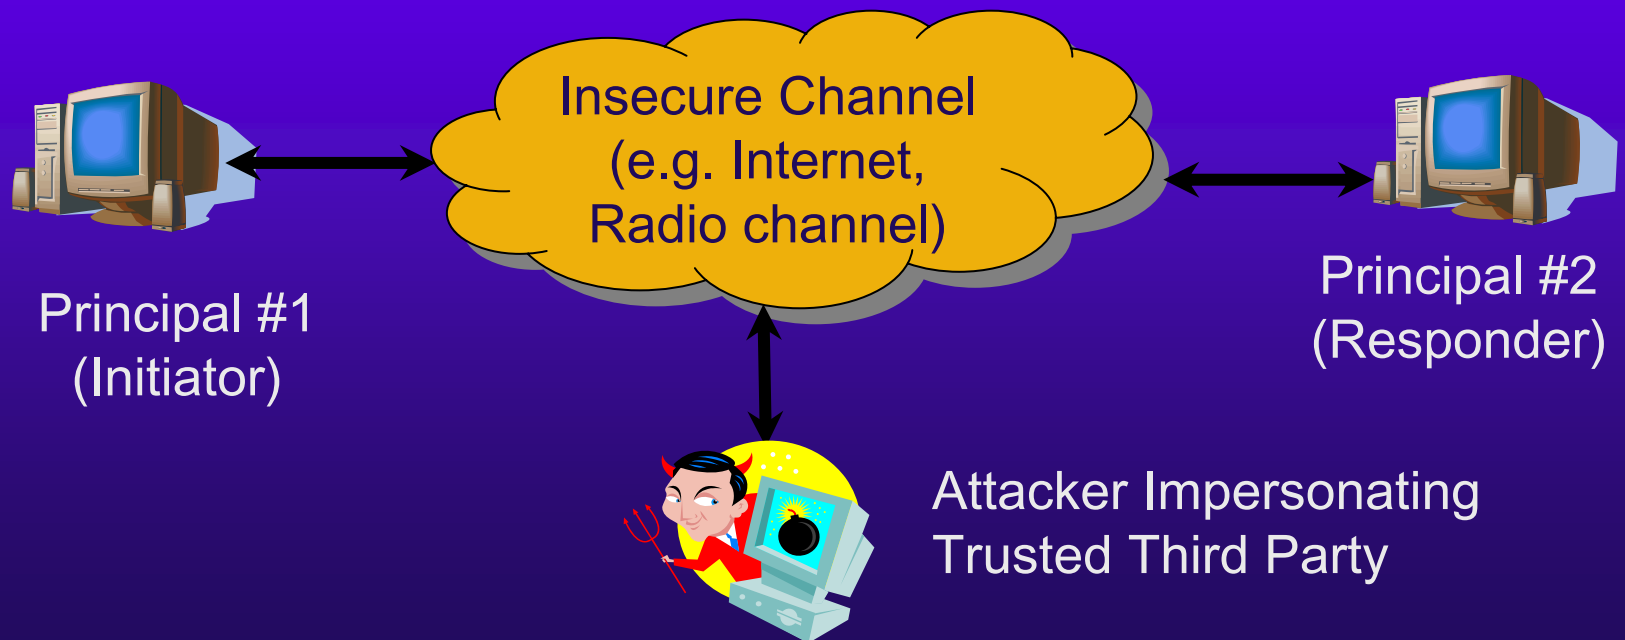 Insecure Channel
(e.g. Internet,
Radio channel)
Principal #1
(Initiator)
Principal #2
(Responder)
Attacker Impersonating
Trusted Third Party